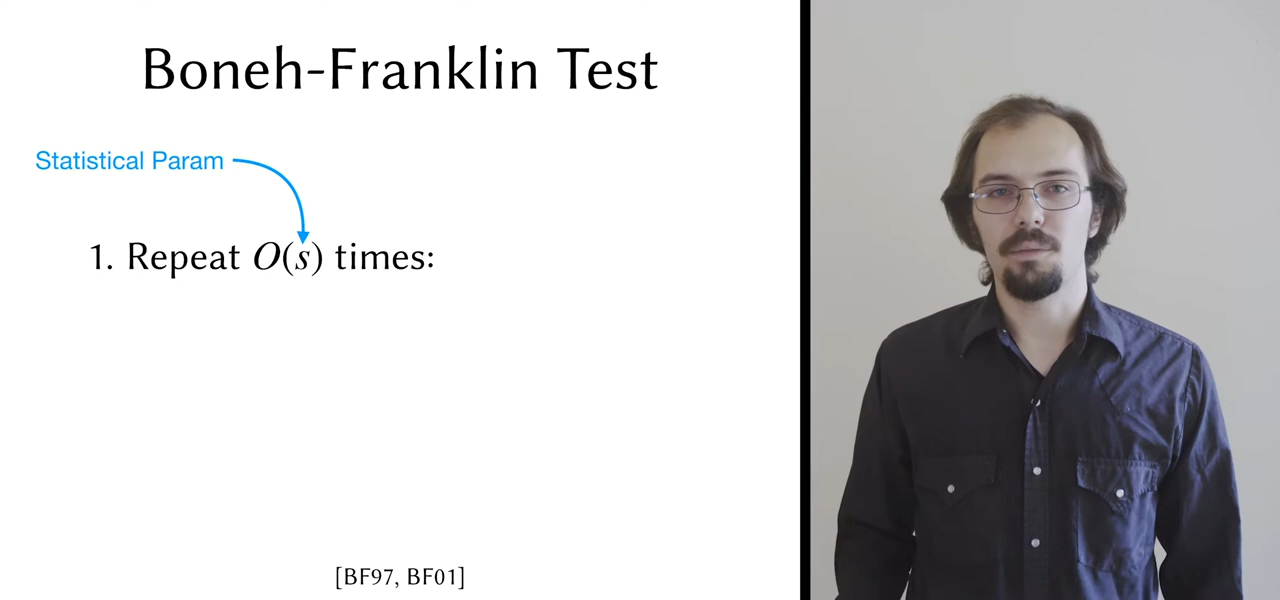 Boneh-Franklin Test
Statistical Param
1. Repeat O(s) times:
[BF97, BF01]